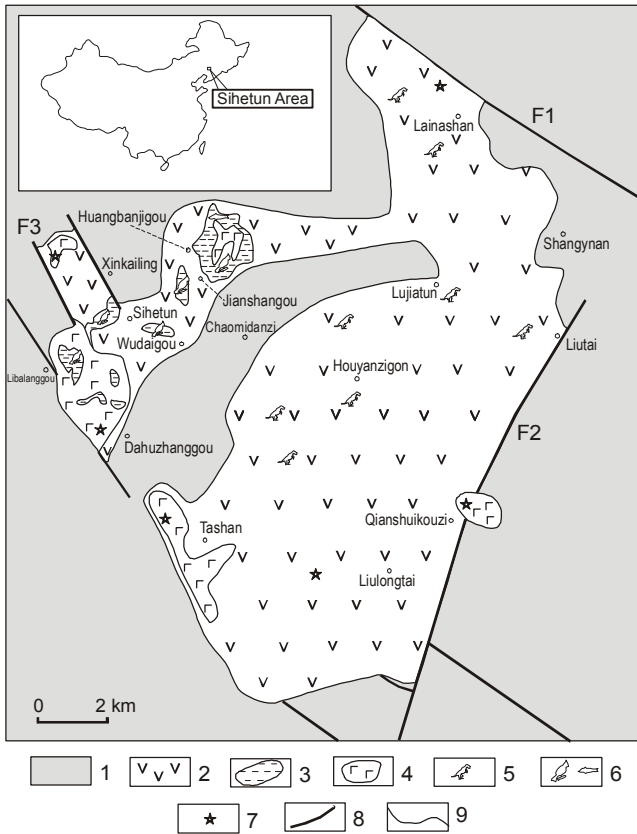 Sihetun Area
F1
Lainashan
F3
Huangbanjigou
Shangynan
Xinkailing
Jianshangou
Lujiatun
Sihetun
Chaomidanzi
Wudaigou
Liutai
Libalanggou
Houyanzigon
F2
Dahuzhanggou
Qianshuikouzi
Tashan
Liulongtai
0 2 km
1 2 3 4 5 6
7 8 9